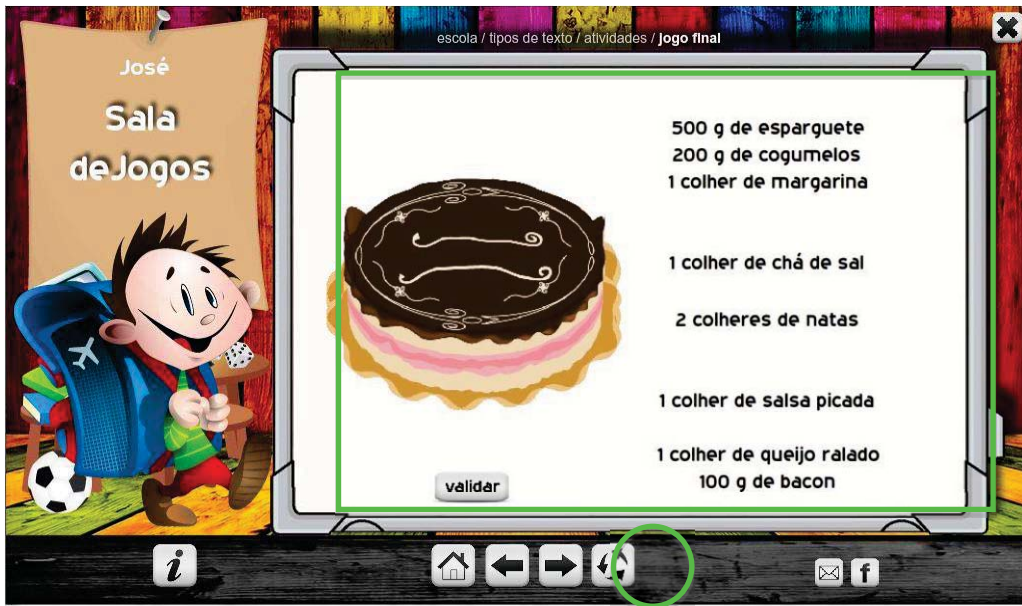 escola / tipos de texto / atividades / jogo final
José
Sala
deJogos
500 g de esparguete
200 g de cogumelos
1 colher de margarina
1 colher de chá de sal
2 colheres de natas
1 colher de salsa picada
1 colher de queijo ralado
100 g de bacon
validar
i
f